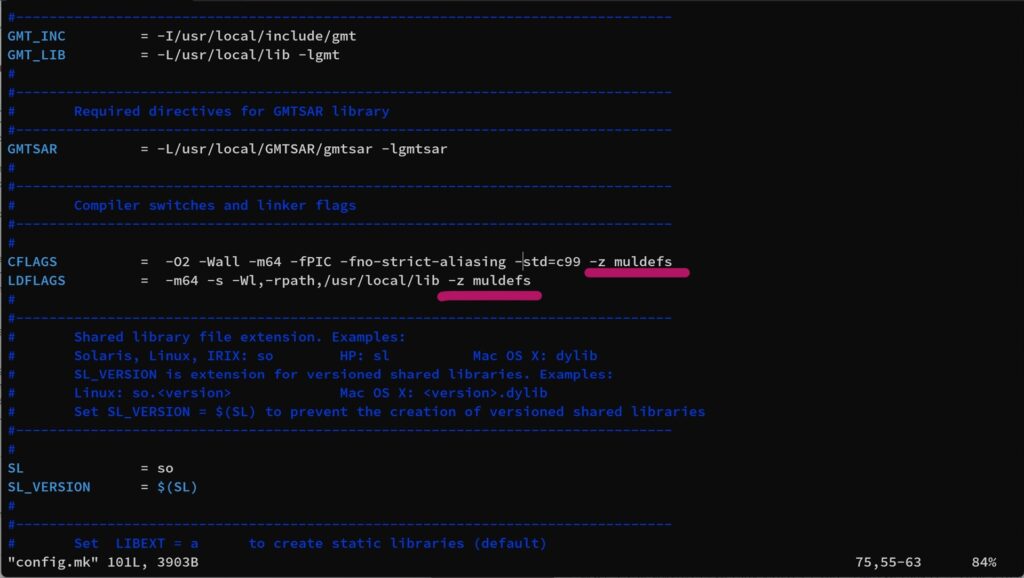 #-------------------------------------------------------------------------------
GMT_INC         = -I/usr/local/include/gmt
GMT_LIB         = -L/usr/local/lib -lgmt
#
#-------------------------------------------------------------------------------
#       Required directives for GMTSAR library
#-------------------------------------------------------------------------------
GMTSAR          = -L/usr/local/GMTSAR/gmtsar -lgmtsar
#
#-------------------------------------------------------------------------------
#       Compiler switches and linker flags
#-------------------------------------------------------------------------------
#
CFLAGS          =  -O2 -Wall -m64 -fPIC -fno-strict-aliasing -std=c99 -z muldefs
LDFLAGS         =  -m64 -s -Wl,-rpath,/usr/local/lib -z muldefs
#
#-------------------------------------------------------------------------------
#       Shared library file extension. Examples:
#       Solaris, Linux, IRIX: so        HP: sl          Mac OS X: dylib
#       SL_VERSION is extension for versioned shared libraries. Examples:
#       Linux: so.<version>             Mac OS X: <version>.dylib
#       Set SL_VERSION = $(SL) to prevent the creation of versioned shared libraries
#-------------------------------------------------------------------------------
#
SL              = so
SL_VERSION      = $(SL)
#
#-------------------------------------------------------------------------------
#       Set  LIBEXT = a      to create static libraries (default)
"config.mk" 101L, 3903B                                                                75,55-63      84%